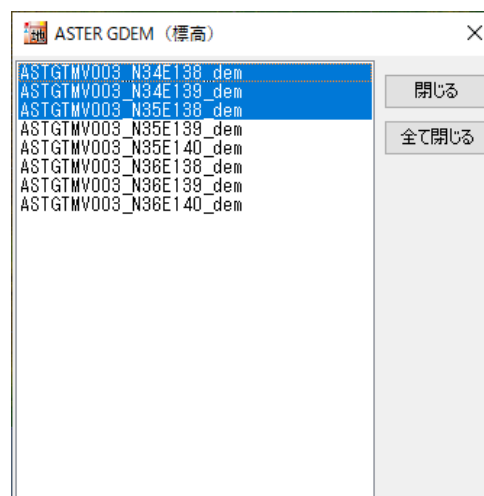 ASTER GDEM（標高）
ASTGTMV003_N34E138_dem
ASTGTMV003_N34E139_dem
ASTGTMV003_N35E138_dem
ASTGTMV003_N35E139_dem
ASTGTMV003_N35E140_dem
ASTGTMV003_N36E138_dem
ASTGTMV003_N36E139_dem
ASTGTMV003_N36E140_dem
閉じる
全て閉じる